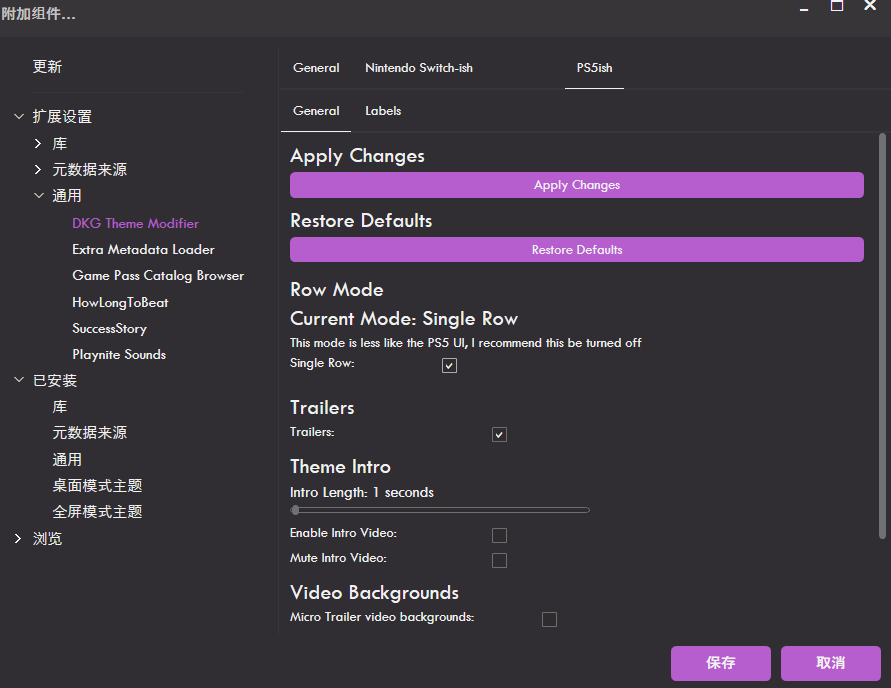 附加组件...
更新
扩展设置
库
元数据来源
通用
DKG Theme Modifier
Extra Metadata Loader
Game Pass Catalog Browser
HowLongToBeat
SuccessStory
Playnite Sounds
已安装
库
元数据来源
通用
桌面模式主题
全屏模式主题
浏览
General Nintendo Switch-ish PS5ish
General Labels
Apply Changes
Apply Changes
Restore Defaults
Restore Defaults
Row Mode
Current Mode: Single Row
This mode is less like the PS5 UI, I recommend this be turned off
Single Row:
Trailers
Trailers:
Theme Intro
Intro Length: 1 seconds
Enable Intro Video:
Mute Intro Video:
Video Backgrounds
Micro Trailer video backgrounds:
保存 取消